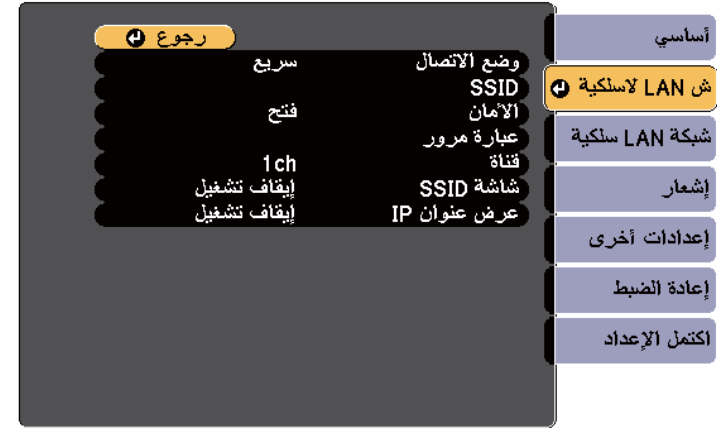 أساسي
ش LAN لاسلكية
شبكة LAN سلكية
إشعار
إعدادات أخرى
إعادة الضبط
اكتمل الإعداد
رجوع
وضع الاتصال سريع
SSID
الأمان فتح
عبارة مرور
قناة 1ch
شاشة SSID إيقاف تشغيل
عرض عنوان IP إيقاف تشغيل